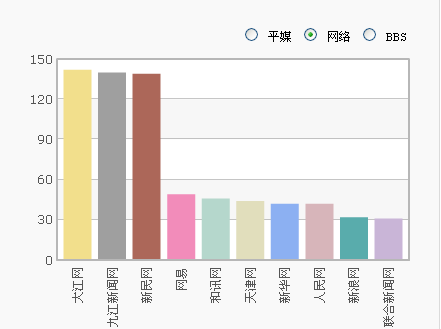 平媒 网络 BBS
150
120
90
60
30
0
大江网
九江新闻网
新民网
网易
和讯网
天津网
新华网
人民网
新浪网
联合新闻网